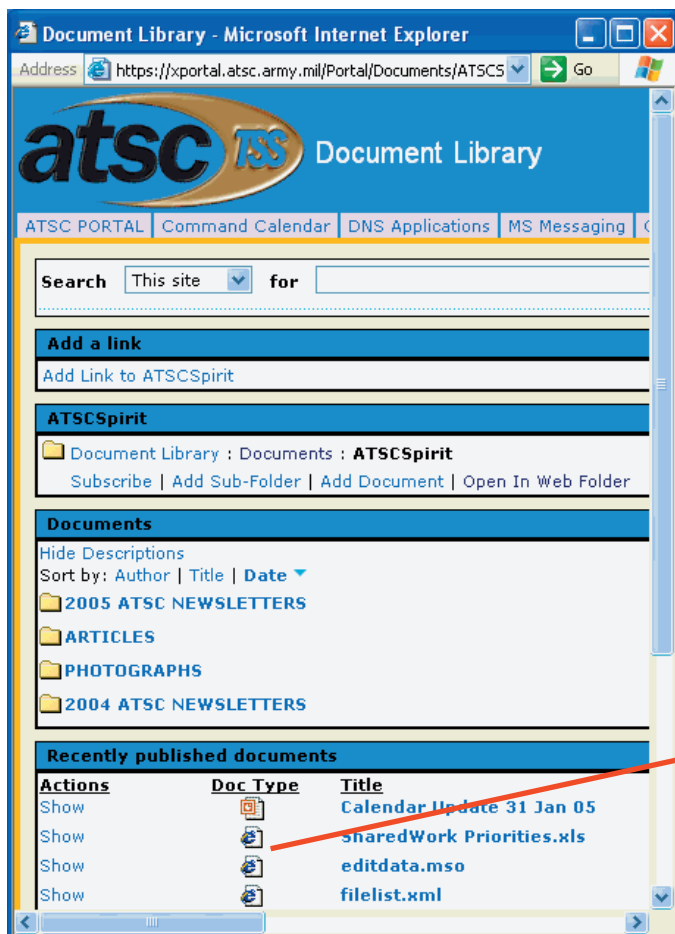 Document Library - Microsoft Internet Explorer
Address https://xportal.atsc.army.mil/Portal/Documents/ATSCS Go
atsc TSS Document Library
ATSC PORTAL Command Calendar DNS Applications MS Messaging
Search This site for
Add a link
Add Link to ATSCSpirit
ATSCSpirit
Document Library : Documents : ATSCSpirit
Subscribe | Add Sub-Folder | Add Document | Open In Web Folder
Documents
Hide Descriptions
Sort by: Author | Title | Date
2005 ATSC NEWSLETTERS
ARTICLES
PHOTOGRAPHS
2004 ATSC NEWSLETTERS
Recently published documents
Actions Doc Type Title
Show Calendar Update 31 Jan 05
Show SharedWork Priorities.xls
Show editdata.mso
Show filelist.xml